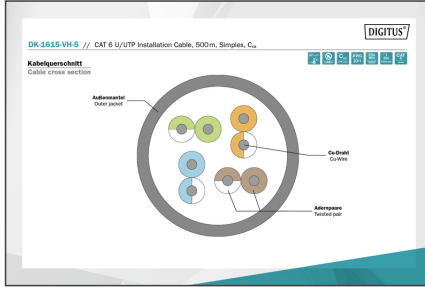 DIGITUS®
DK-1615-VH-5 // CAT 6 U/UTP Installation Cable, 500 m, Simplex, Cca
Kabelquerschnitt
Cable cross section
Außenmantel
Outer jacket
Cu-Draht
Cu-Wire
Adernpaare
Twisted pair